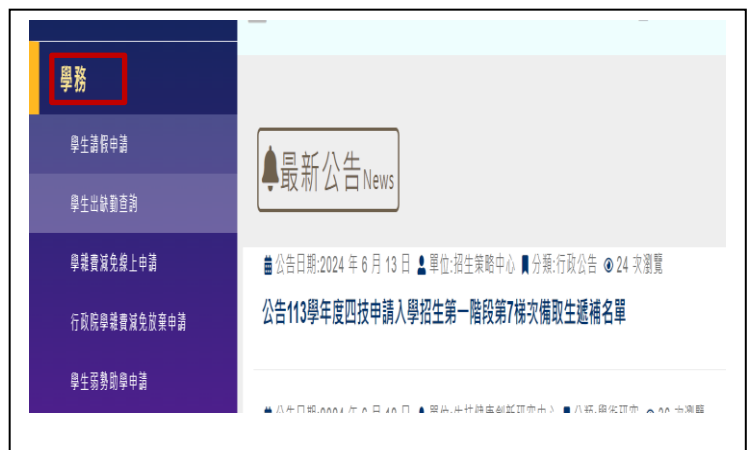 學務
學生請假申請
學生出缺勤查詢
學雜費減免線上申請
行政院學雜費減免放棄申請
學生弱勢助學申請
最新公告News
公告日期:2024 年 6 月 13 日 單位:招生策略中心 分類:行政公告 24 次瀏覽
公告113學年度四技申請入學招生第一階段第7梯次備取生遞補名單